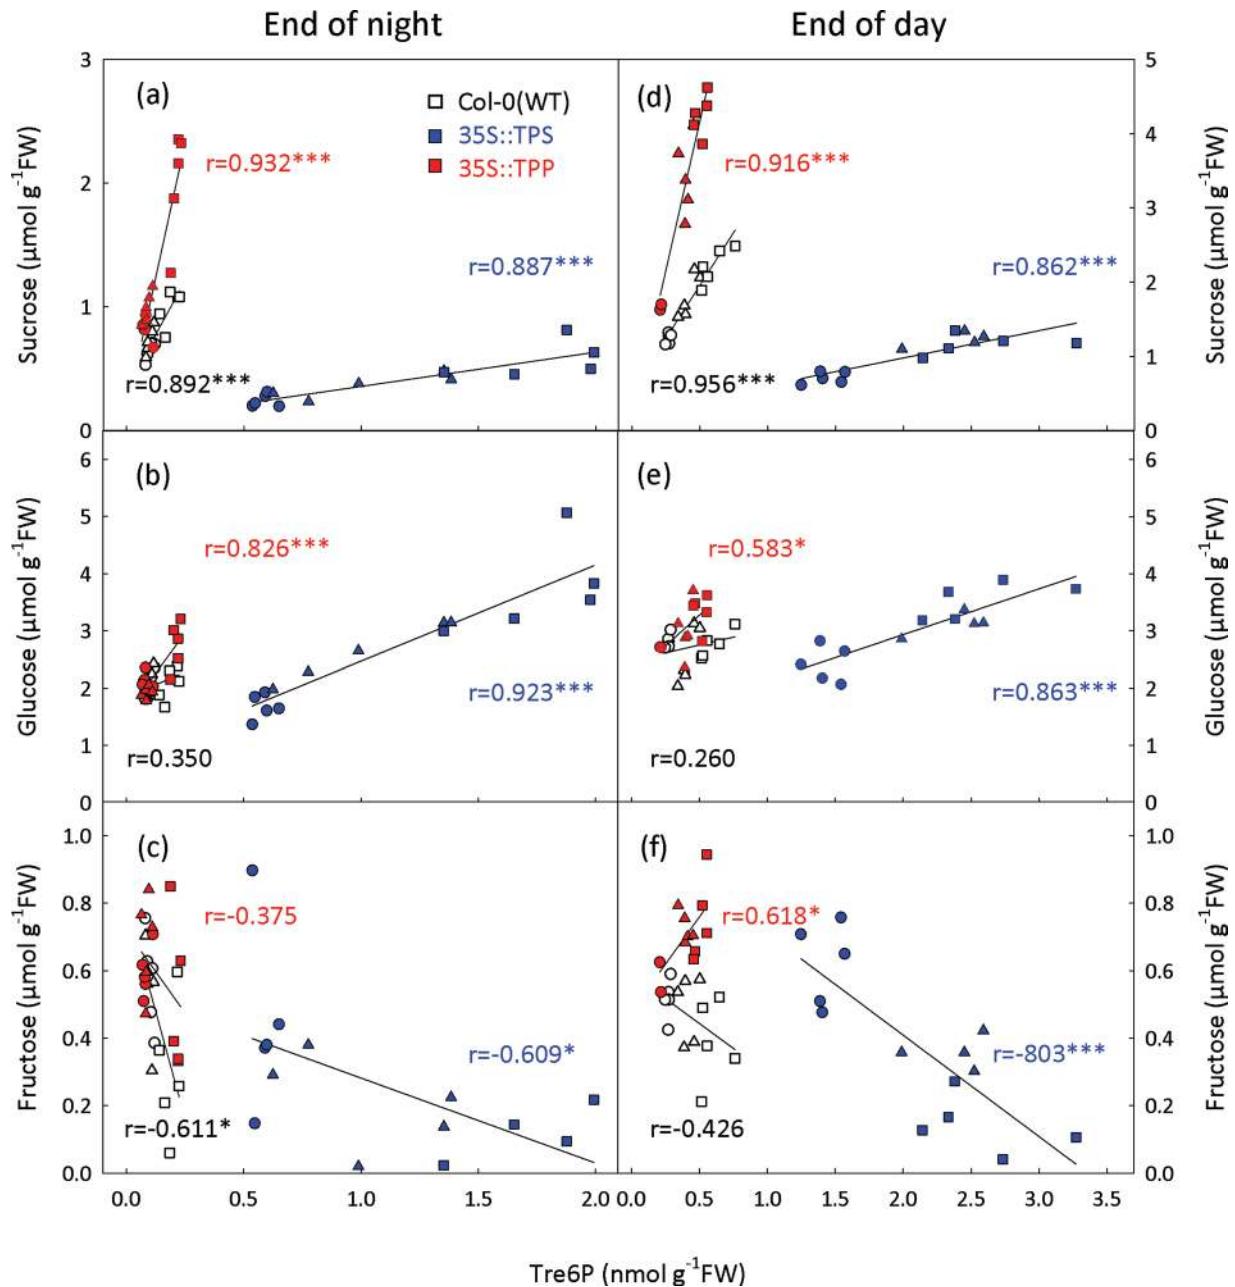 End of night
End of day
(a)
Col-0(WT)
35S::TPS
35S::TPP
r=0.932***
r=0.887***
r=0.892***
3
2
1
0
Sucrose (µmol g⁻¹FW)
(d)
r=0.916***
r=0.862***
r=0.956***
5
4
3
2
1
0
Sucrose (µmol g⁻¹FW)
(b)
r=0.826***
r=0.923***
r=0.350
6
5
4
3
2
1
0
Glucose (µmol g⁻¹FW)
(e)
r=0.583*
r=0.863***
r=0.260
6
5
4
3
2
1
0
Glucose (µmol g⁻¹FW)
(c)
r=-0.375
r=-0.609*
r=-0.611*
1.0
0.8
0.6
0.4
0.2
0.0
Fructose (µmol g⁻¹FW)
(f)
r=0.618*
r=-803***
r=-0.426
1.0
0.8
0.6
0.4
0.2
0.0
Fructose (µmol g⁻¹FW)
0.0 0.5 1.0 1.5 2.0
0.0 0.5 1.0 1.5 2.0 2.5 3.0 3.5
Tre6P (nmol g⁻¹FW)